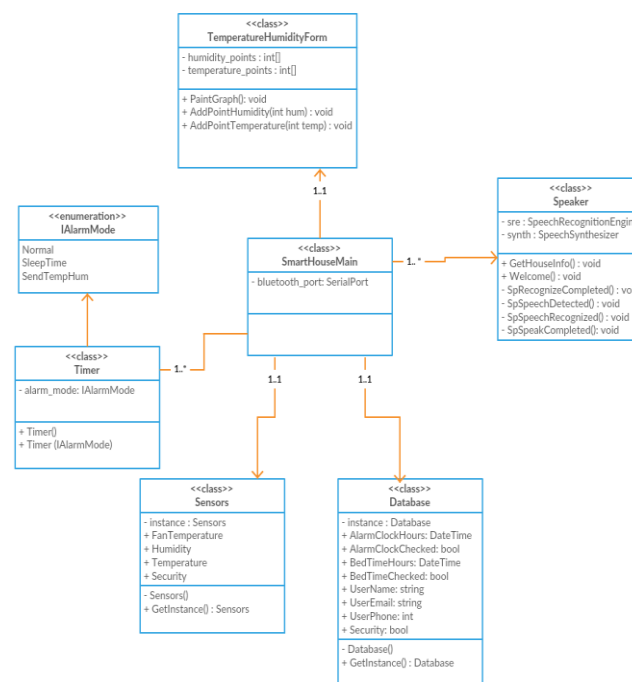 <<class>>
TemperatureHumidityForm
- humidity_points : int[]
- temperature_points : int[]
+ PaintGraph(): void
+ AddPointHumidity(int hum) : void
+ AddPointTemperature(int temp) : void
1..1
<<enumeration>>
IAlarmMode
Normal
SleepTime
SendTempHum
<<class>>
SmartHouseMain
- bluetooth_port: SerialPort
1..*
<<class>>
Speaker
- sre : SpeechRecognitionEngin
- synth : SpeechSynthesizer
+ GetHouseInfo() : void
+ Welcome() : void
- SpRecognizeCompleted() : vo
- SpSpeechDetected() : void
- SpSpeechRecognized() : void
- SpSpeakCompleted(): void
<<class>>
Timer
- alarm_mode: IAlarmMode
+ Timer()
+ Timer (IAlarmMode)
1..*
1..1
1..1
<<class>>
Sensors
- instance : Sensors
+ FanTemperature
+ Humidity
+ Temperature
+ Security
- Sensors()
+ GetInstance() : Sensors
<<class>>
Database
- instance : Database
+ AlarmClockHours: DateTime
+ AlarmClockChecked: bool
+ BedTimeHours: DateTime
+ BedTimeChecked: bool
+ UserName: string
+ UserEmail: string
+ UserPhone: int
+ Security: bool
- Database()
+ GetInstance() : Database